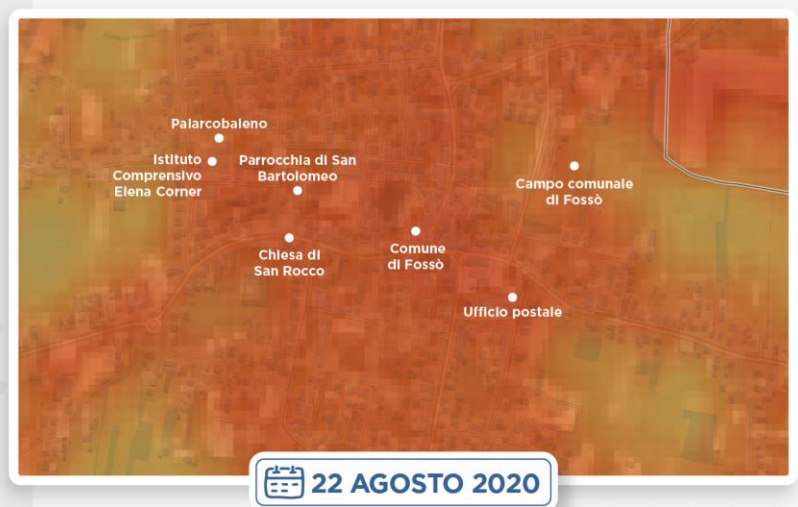 Palarcobaleno
Istituto
Comprensivo
Elena Corner
Parrocchia di San
Bartolomeo
Campo comunale
di Fossò
Chiesa di
San Rocco
Comune
di Fossò
Ufficio postale
22 AGOSTO 2020